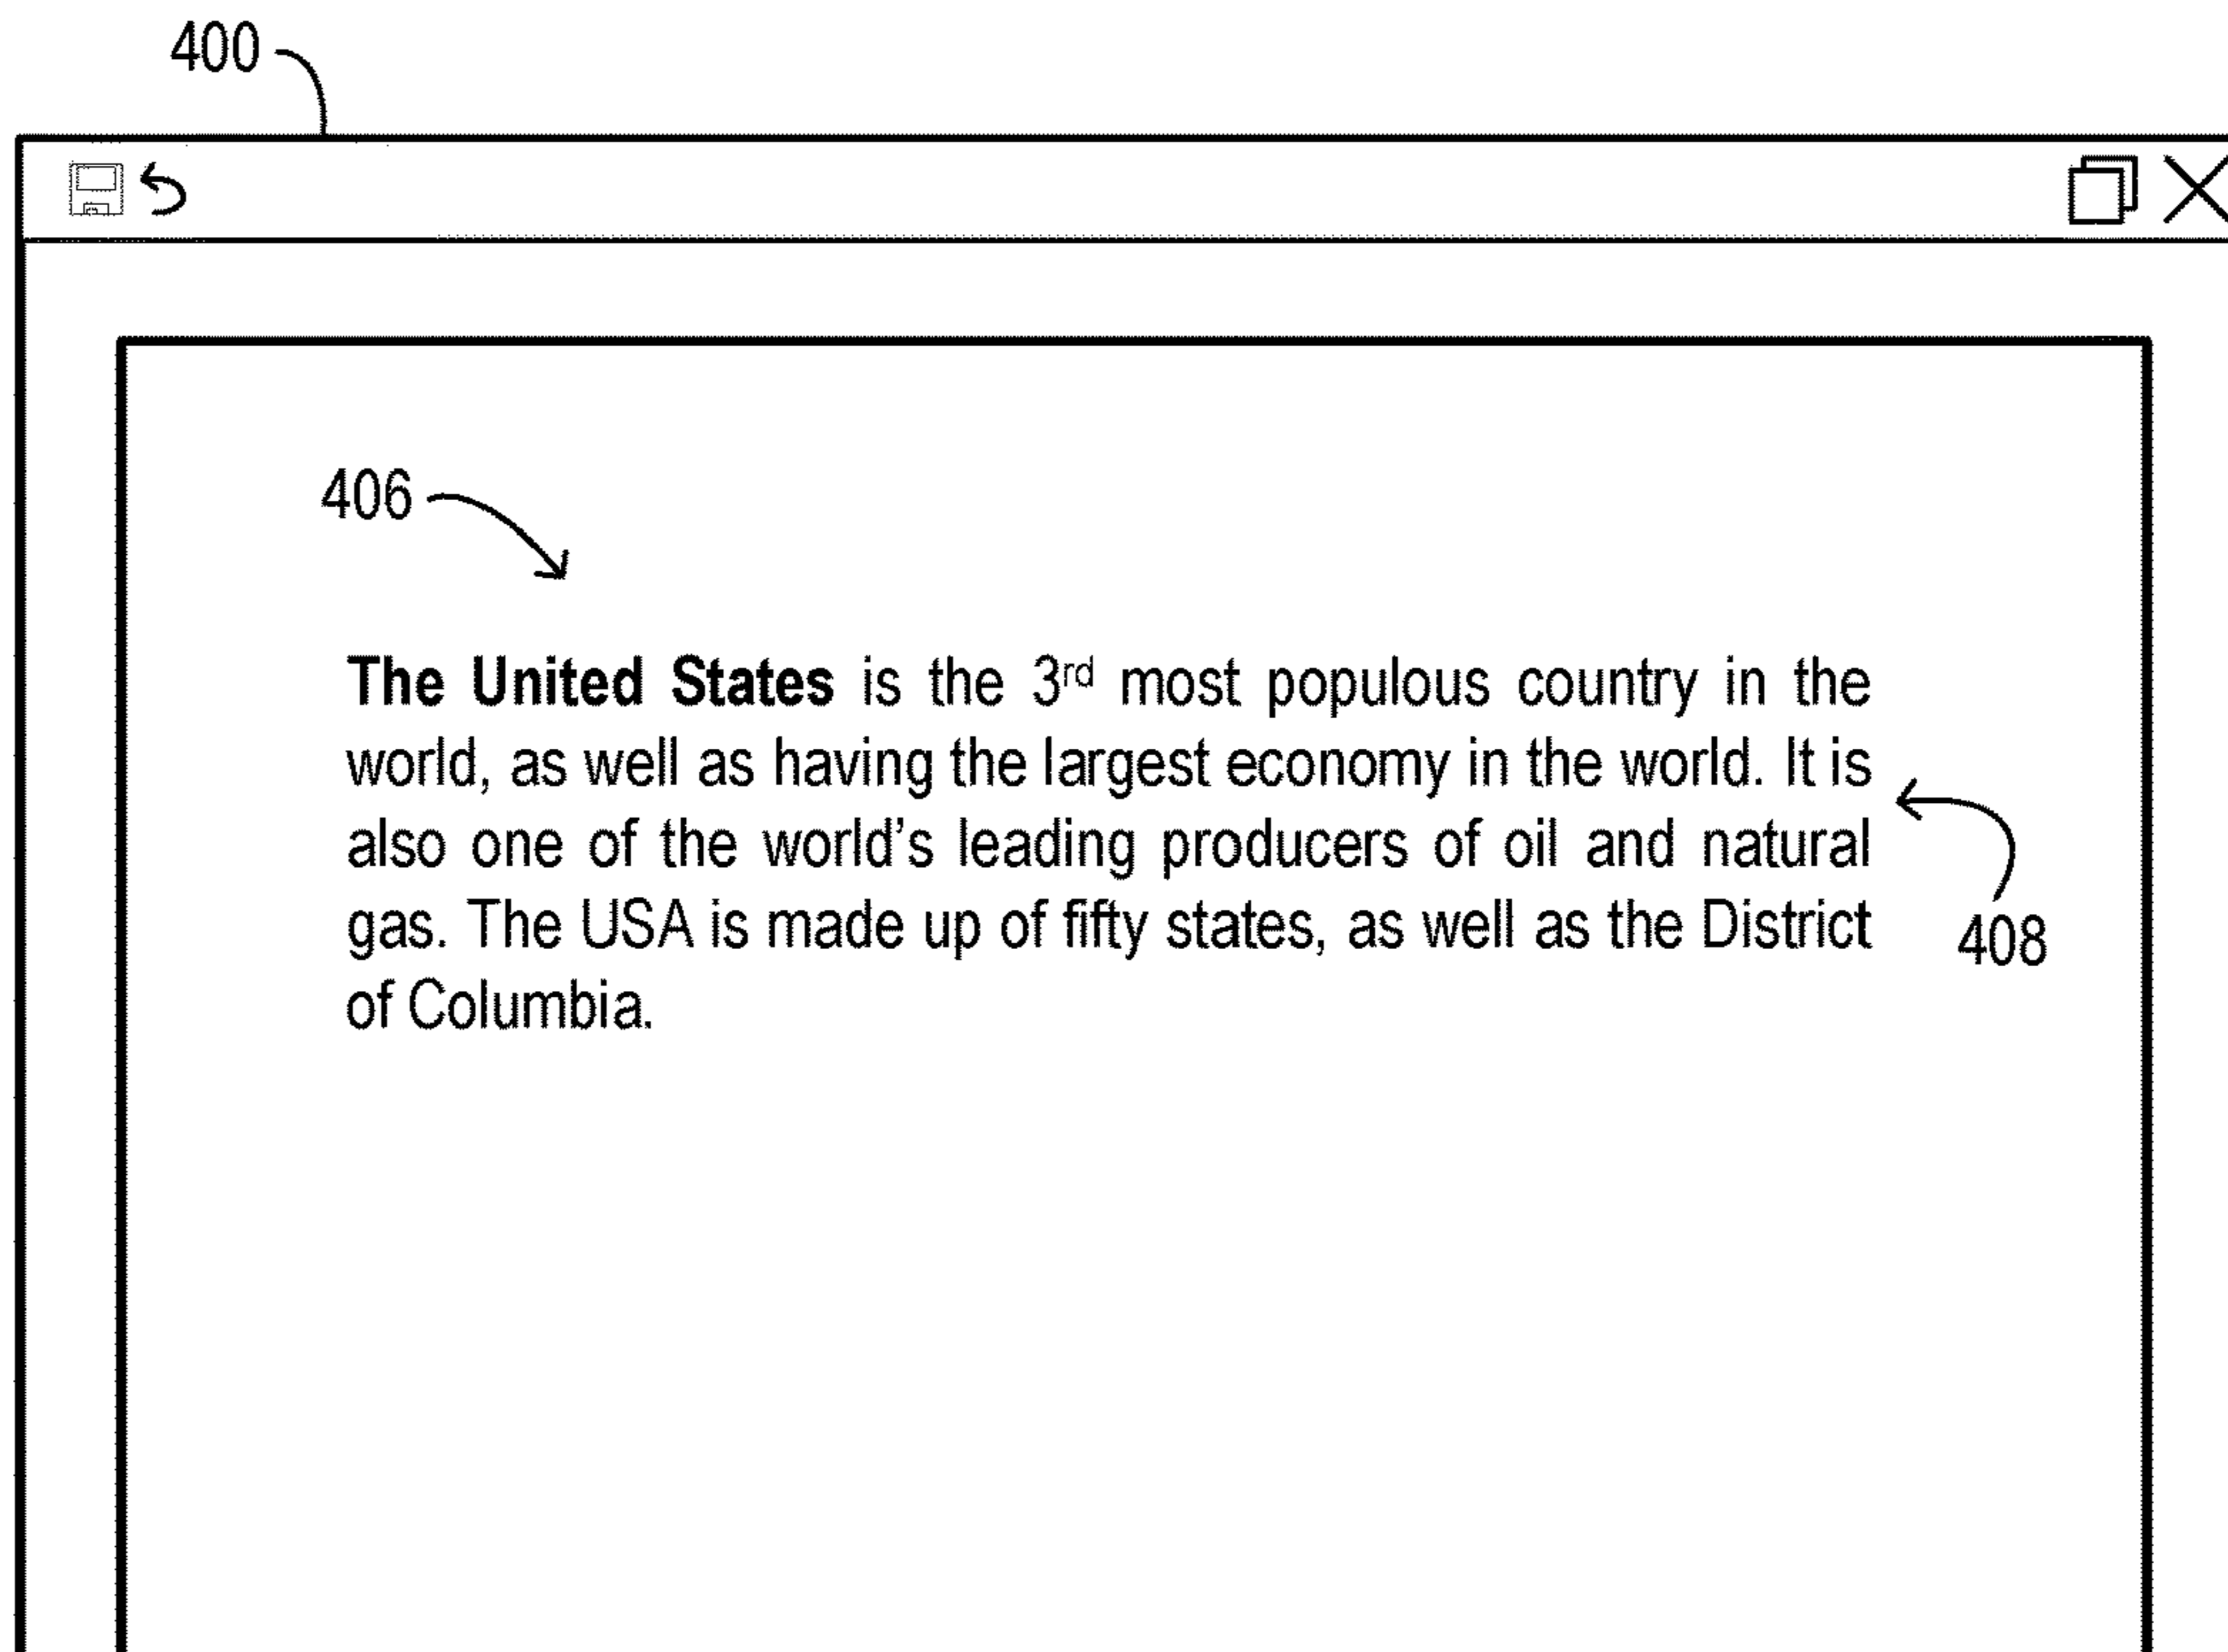 400
406
The United States is the 3rd most populous country in the
world, as well as having the largest economy in the world. It is
also one of the world’s leading producers of oil and natural
gas. The USA is made up of fifty states, as well as the District
of Columbia.
408